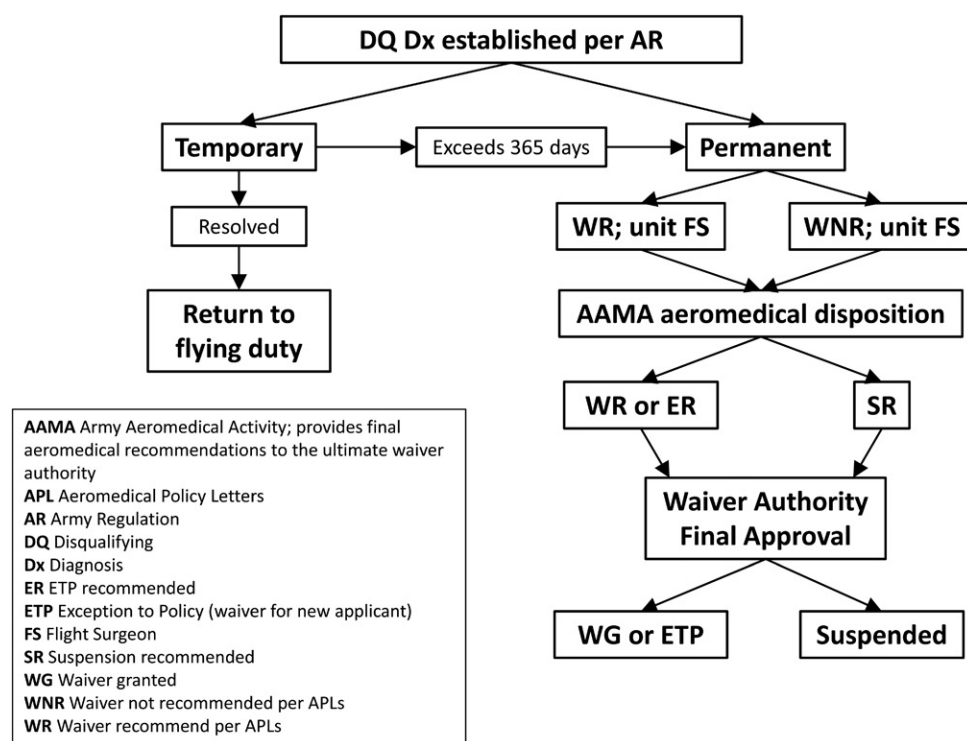 DQ Dx established per AR
Temporary
Exceeds 365 days
Permanent
Resolved
WR; unit FS
WNR; unit FS
Return to
flying duty
AAMA aeromedical disposition
WR or ER
SR
Waiver Authority
Final Approval
WG or ETP
Suspended
AAMA Army Aeromedical Activity; provides final
aeromedical recommendations to the ultimate waiver
authority
APL Aeromedical Policy Letters
AR Army Regulation
DQ Disqualifying
Dx Diagnosis
ER ETP recommended
ETP Exception to Policy (waiver for new applicant)
FS Flight Surgeon
SR Suspension recommended
WG Waiver granted
WNR Waiver not recommended per APLs
WR Waiver recommend per APLs